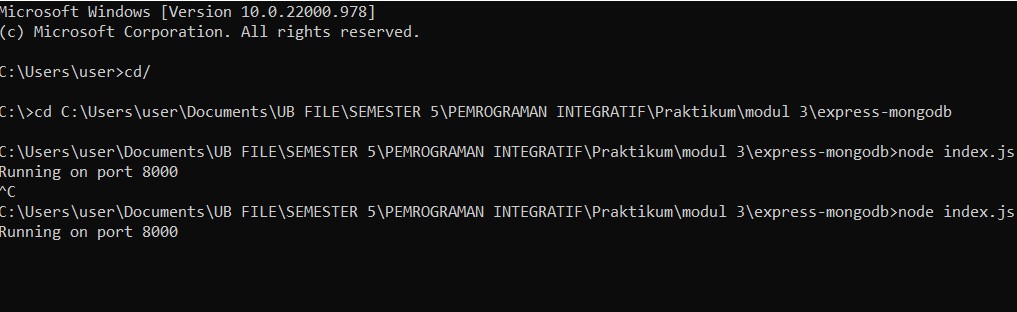 Microsoft Windows [Version 10.0.22000.978]
(c) Microsoft Corporation. All rights reserved.
C:\Users\user>cd/
C:\>cd C:\Users\user\Documents\UB FILE\SEMESTER 5\PEMROGRAMAN INTEGRATIF\Praktikum\modul 3\express-mongodb
C:\Users\user\Documents\UB FILE\SEMESTER 5\PEMROGRAMAN INTEGRATIF\Praktikum\modul 3\express-mongodb>node index.js
Running on port 8000
^C
C:\Users\user\Documents\UB FILE\SEMESTER 5\PEMROGRAMAN INTEGRATIF\Praktikum\modul 3\express-mongodb>node index.js
Running on port 8000